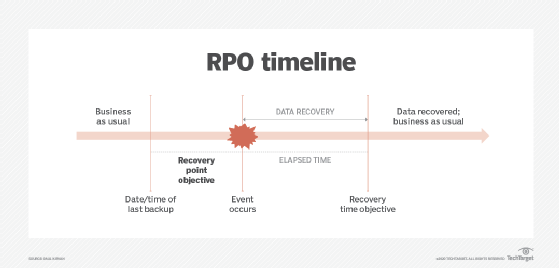 RPO timeline
Business
as usual
DATA RECOVERY
Data recovered;
business as usual
Recovery
point
objective
ELAPSED TIME
Date/time of
last backup
Event
occurs
Recovery
time objective
TechTarget